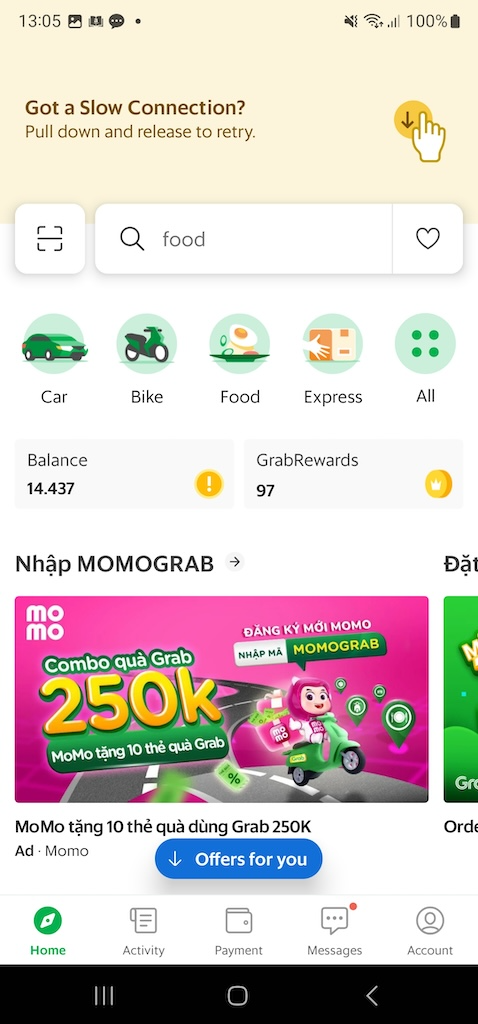 13:05
100%
Got a Slow Connection?
Pull down and release to retry.
food
Car
Bike
Food
Express
All
Balance
14.437
GrabRewards
97
Nhập MOMOGRAB
Đặt
mo
mo
ĐĂNG KÝ MỚI MOMO
NHẬP MÃ MOMOGRAB
Combo quà Grab
250k
MoMo tặng 10 thẻ quà Grab
mo
mo
Grab
%
MoMo tặng 10 thẻ quà dùng Grab 250K
Orde
Ad · Momo
Offers for you
Home
Activity
Payment
Messages
Account